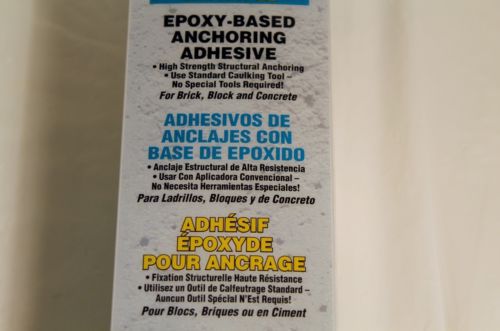 EPOXY-BASED
ANCHORING
ADHESIVE
• High Strength Structural Anchoring
• Use Standard Caulking Tool –
No Special Tools Required!
For Brick, Block and Concrete
ADHESIVOS DE
ANCLAJES CON
BASE DE EPOXIDO
• Anclaje Estructural de Alta Resistencia
• Usar Con Aplicadora Convencional –
No Necesita Herramientas Especiales!
Para Ladrillos, Bloques y de Concreto
ADHÉSIF
ÉPOXYDE
POUR ANCRAGE
• Fixation Structurelle Haute Résistance
• Utilisez un Outil de Calfeutrage Standard –
Aucun Outil Spécial N'Est Requis!
Pour Blocs, Briques ou en Ciment